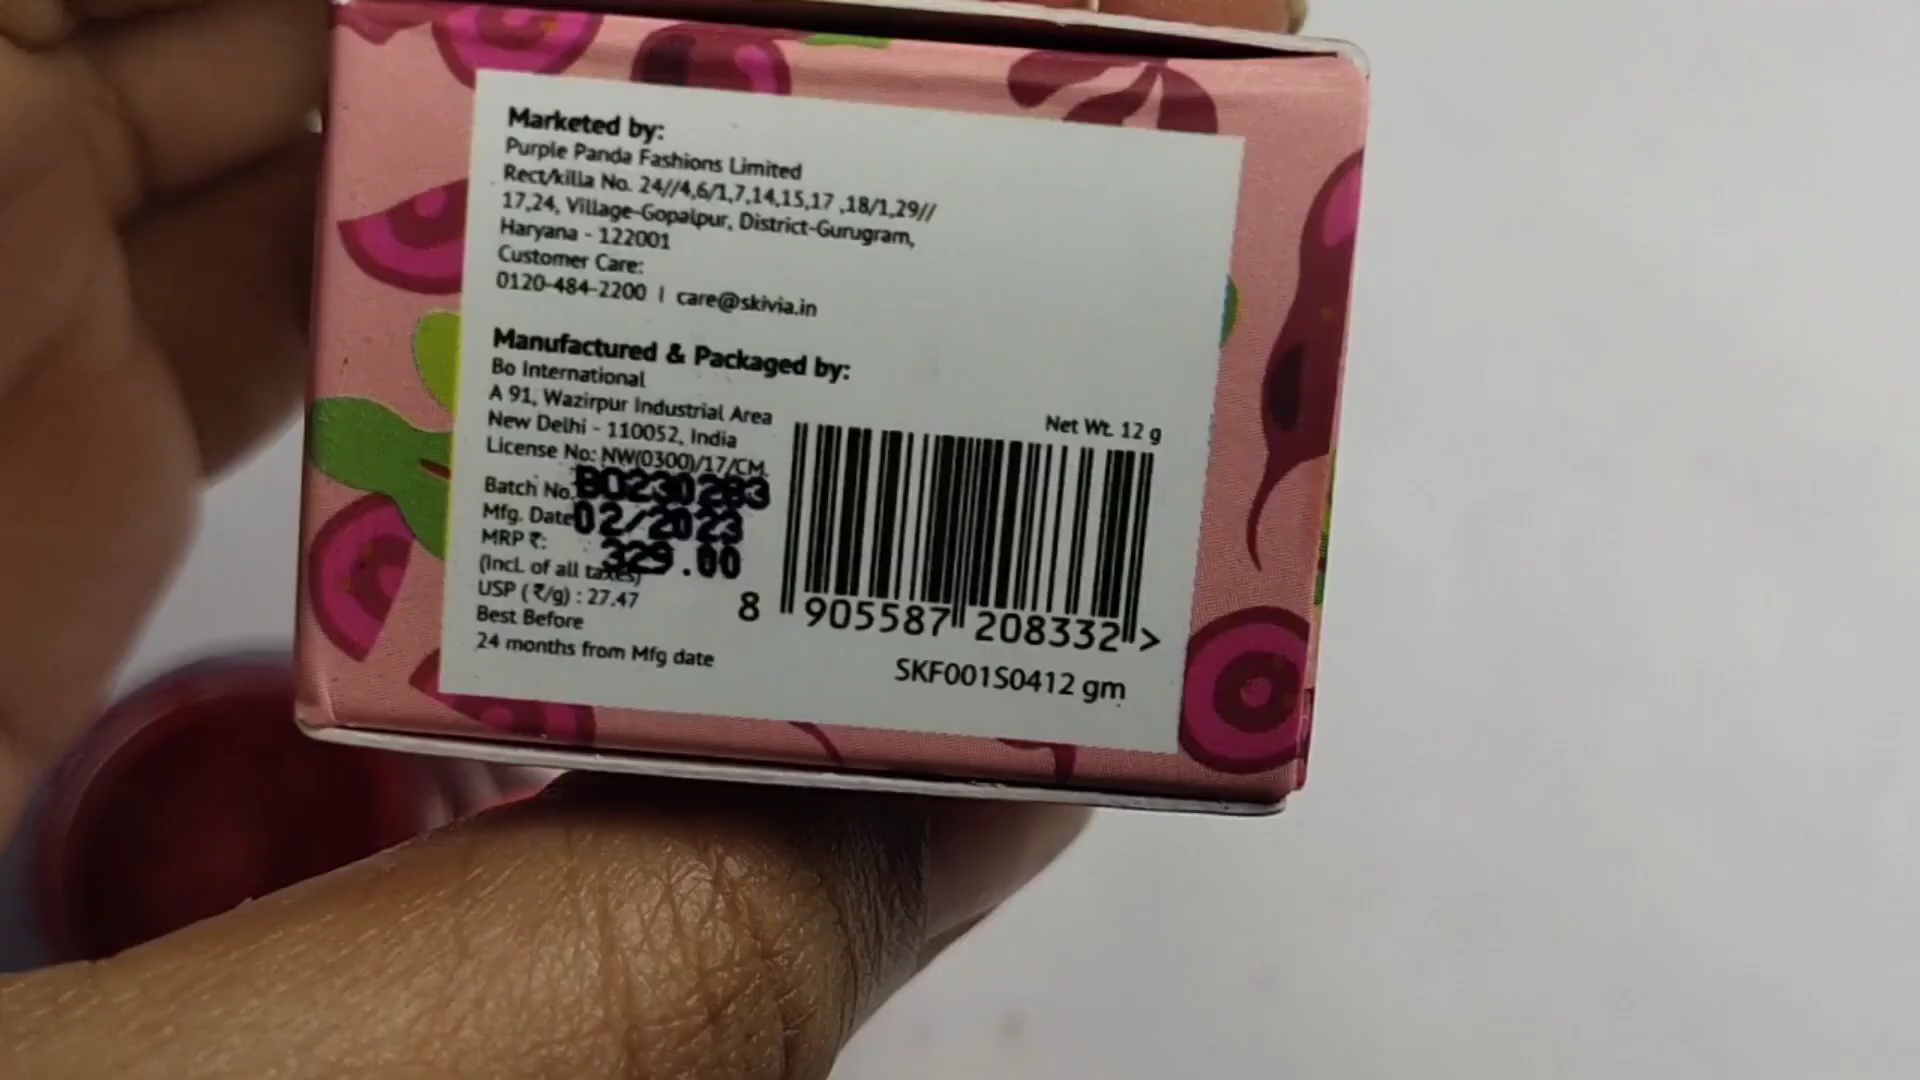 Marketed by:
Purple Panda Fashions Limited
Rect/killa No. 24//4,6/1,7,14,15,17 ,18/1,29//
17,24, Village-Gopalpur, District-Gurugram,
Haryana - 122001
Customer Care:
0120-484-2200 | care@skivia.in
Manufactured & Packaged by:
Bo International
A 91, Wazirpur Industrial Area
New Delhi - 110052, India
License No: NW(0300)/17/CM.
Batch No. BO230283
Mfg. Date 02/2023
MRP ₹: 329.00
(Incl. of all taxes)
USP (₹/g) : 27.47
Best Before
24 months from Mfg date
Net Wt. 12 g
8 905587 208332 >
SKF001S0412 gm